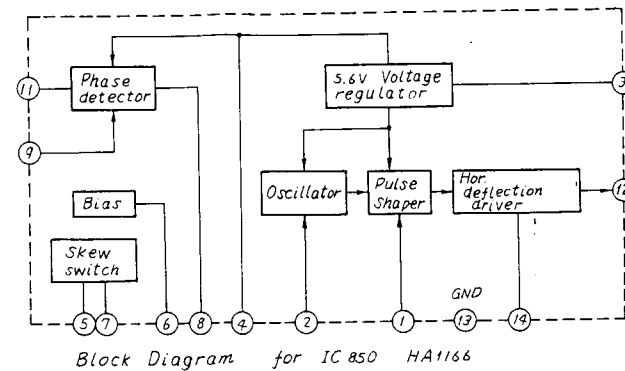 Phase
detector
5.6V Voltage
regulator
11
3
9
12
Oscillator
Pulse
Shaper
Hor.
deflection
driver
Bias
Skew
switch
GND
5
7
6
8
4
2
1
13
14
Block Diagram for IC 850 HA1166